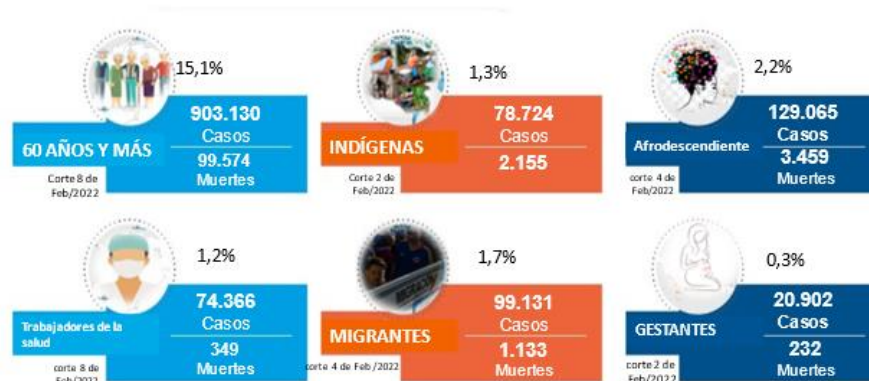 15,1%
903.130
Casos
60 AÑOS Y MÁS
99.574
Muertes
Corte 8 de
Feb/2022
1,3%
78.724
Casos
INDÍGENAS
2.155
Corte 2 de
Feb/2022
2,2%
129.065
Casos
Afrodescendiente
3.459
Muertes
corte 4 de
Feb/2022
1,2%
74.366
Casos
Trabajadores de la
salud
349
Muertes
corte 8 de
Feb/2022
1,7%
99.131
Casos
MIGRANTES
1.133
Muertes
corte 4 de Feb/2022
0,3%
20.902
Casos
GESTANTES
232
Muertes
corte 2 de
Feb/2022